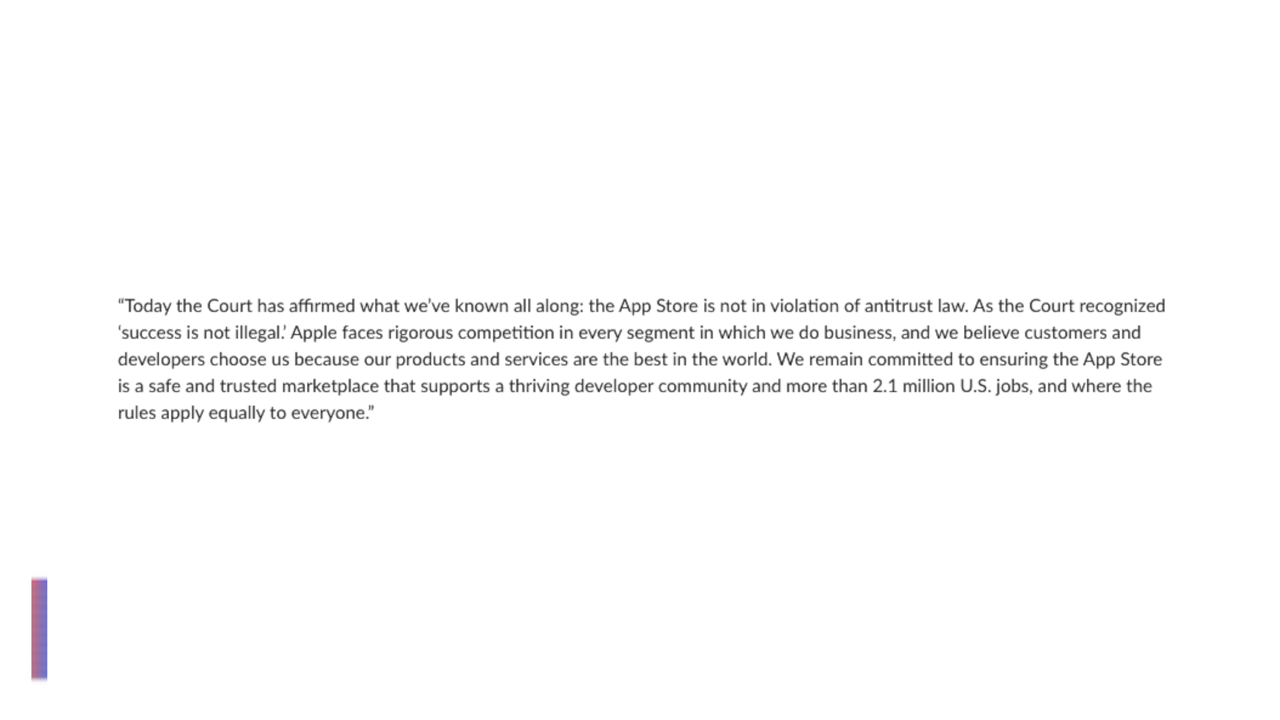 “Today the Court has affirmed what we’ve known all along: the App Store is not in violation of antitrust law. As the Court recognized
‘success is not illegal.’ Apple faces rigorous competition in every segment in which we do business, and we believe customers and
developers choose us because our products and services are the best in the world. We remain committed to ensuring the App Store
is a safe and trusted marketplace that supports a thriving developer community and more than 2.1 million U.S. jobs, and where the
rules apply equally to everyone.”